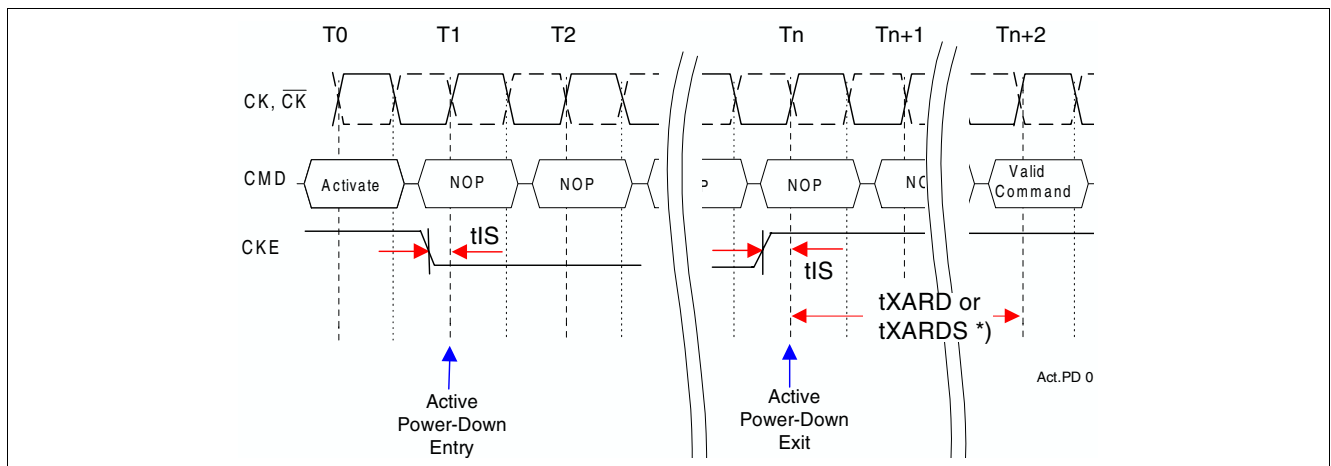 T0 T1 T2 Tn Tn+1 Tn+2
CK, CK
CMD Activate NOP NOP NOP Valid Command
CKE tIS tIS
tXARD or
tXARDS *)
Act.PD 0
Active
Power-Down
Entry
Active
Power-Down
Exit